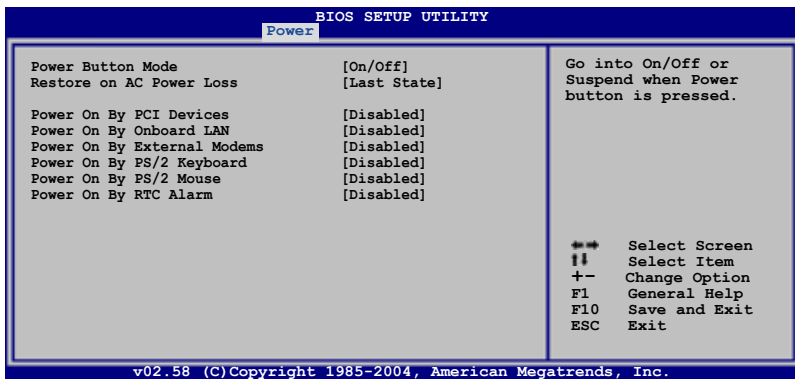 BIOS SETUP UTILITY
Power
Power Button Mode [On/Off]
Restore on AC Power Loss [Last State]
Power On By PCI Devices [Disabled]
Power On By Onboard LAN [Disabled]
Power On By External Modems [Disabled]
Power On By PS/2 Keyboard [Disabled]
Power On By PS/2 Mouse [Disabled]
Power On By RTC Alarm [Disabled]
Go into On/Off or
Suspend when Power
button is pressed.
←→ Select Screen
↑↓ Select Item
+- Change Option
F1 General Help
F10 Save and Exit
ESC Exit
v02.58 (C)Copyright 1985-2004, American Megatrends, Inc.